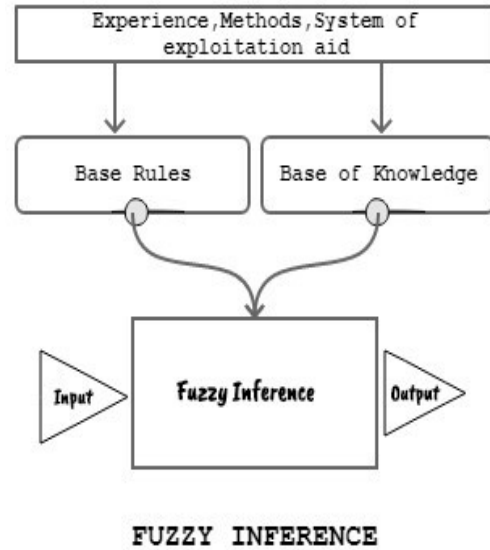 Experience,Methods,System of
exploitation aid
Base Rules
Base of Knowledge
Input
Fuzzy Inference
Output
FUZZY INFERENCE